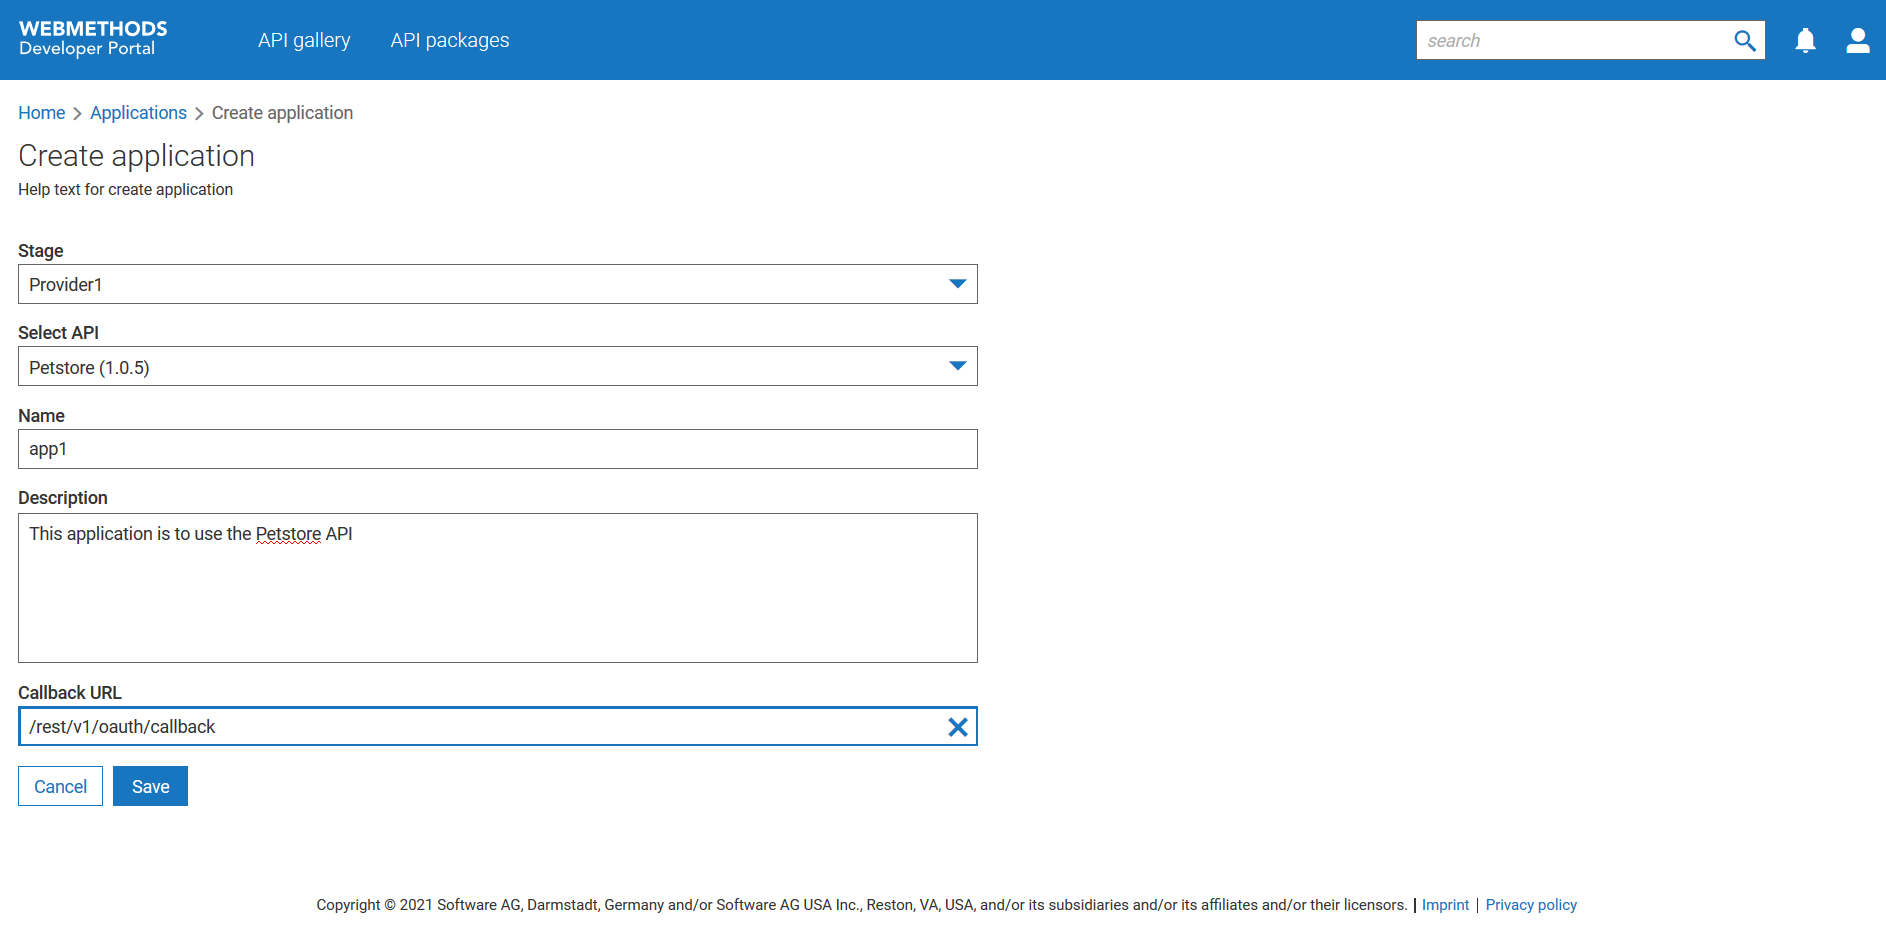 WEBMETHODS
Developer Portal
API gallery
API packages
search
Home
Applications
Create application
Create application
Help text for create application
Stage
Provider1
Select API
Petstore (1.0.5)
Name
app1
Description
This application is to use the Petstore API
Callback URL
/rest/v1/oauth/callback
Cancel
Save
Copyright © 2021 Software AG, Darmstadt, Germany and/or Software AG USA Inc., Reston, VA, USA, and/or its subsidiaries and/or its affiliates and/or their licensors. | Imprint | Privacy policy